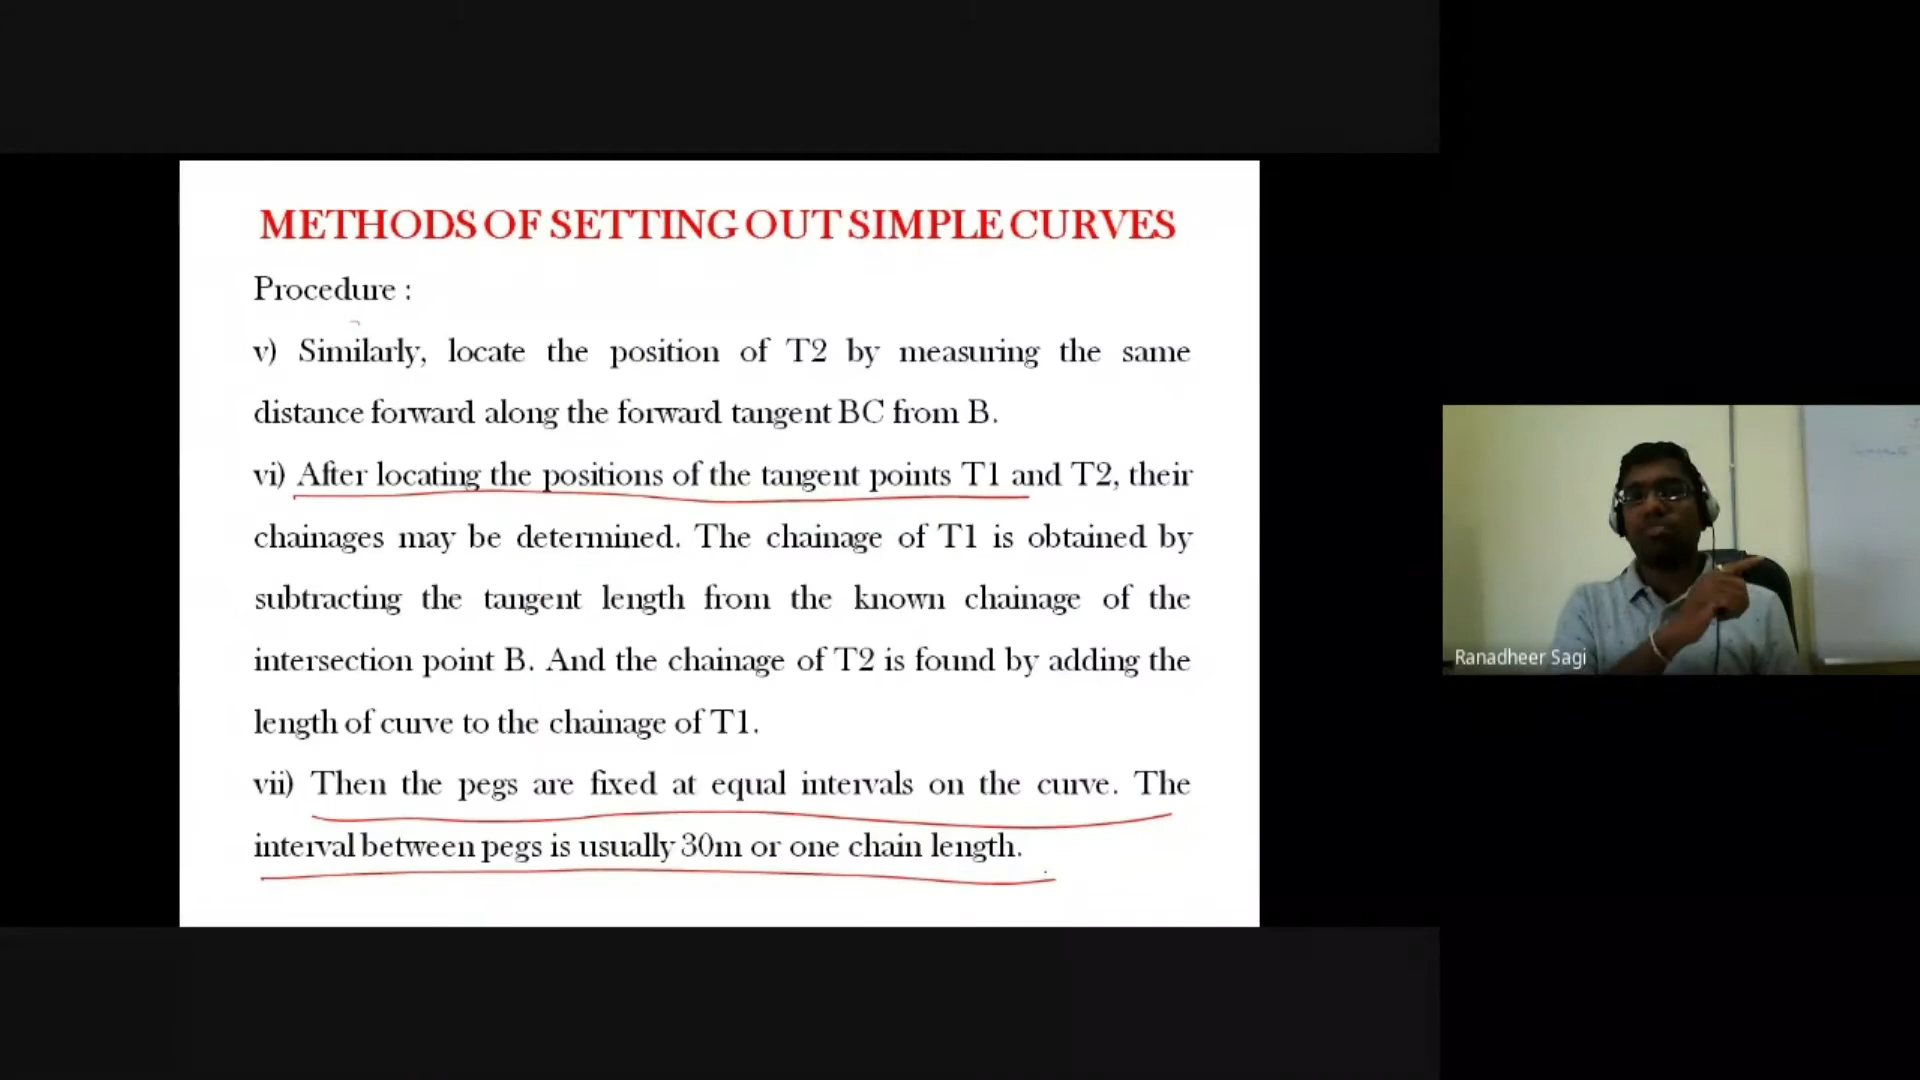 METHODS OF SETTING OUT SIMPLE CURVES
Procedure :
v) Similarly, locate the position of T2 by measuring the same
distance forward along the forward tangent BC from B.
vi) After locating the positions of the tangent points T1 and T2, their
chainages may be determined. The chainage of T1 is obtained by
subtracting the tangent length from the known chainage of the
intersection point B. And the chainage of T2 is found by adding the
length of curve to the chainage of T1.
vii) Then the pegs are fixed at equal intervals on the curve. The
interval between pegs is usually 30m or one chain length.
Ranadheer Sagi